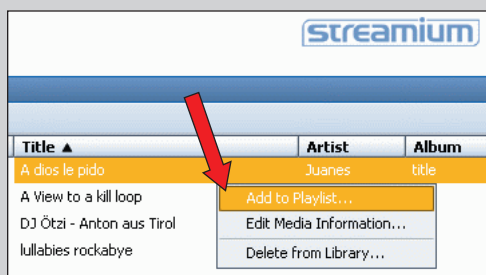 streamium
Title ▲ Artist Album
A dios le pido Juanes title
Add to Playlist...
A View to a kill loop
Edit Media Information...
DJ Ötzi - Anton aus Tirol
Delete from Library...
lullabies rockabye